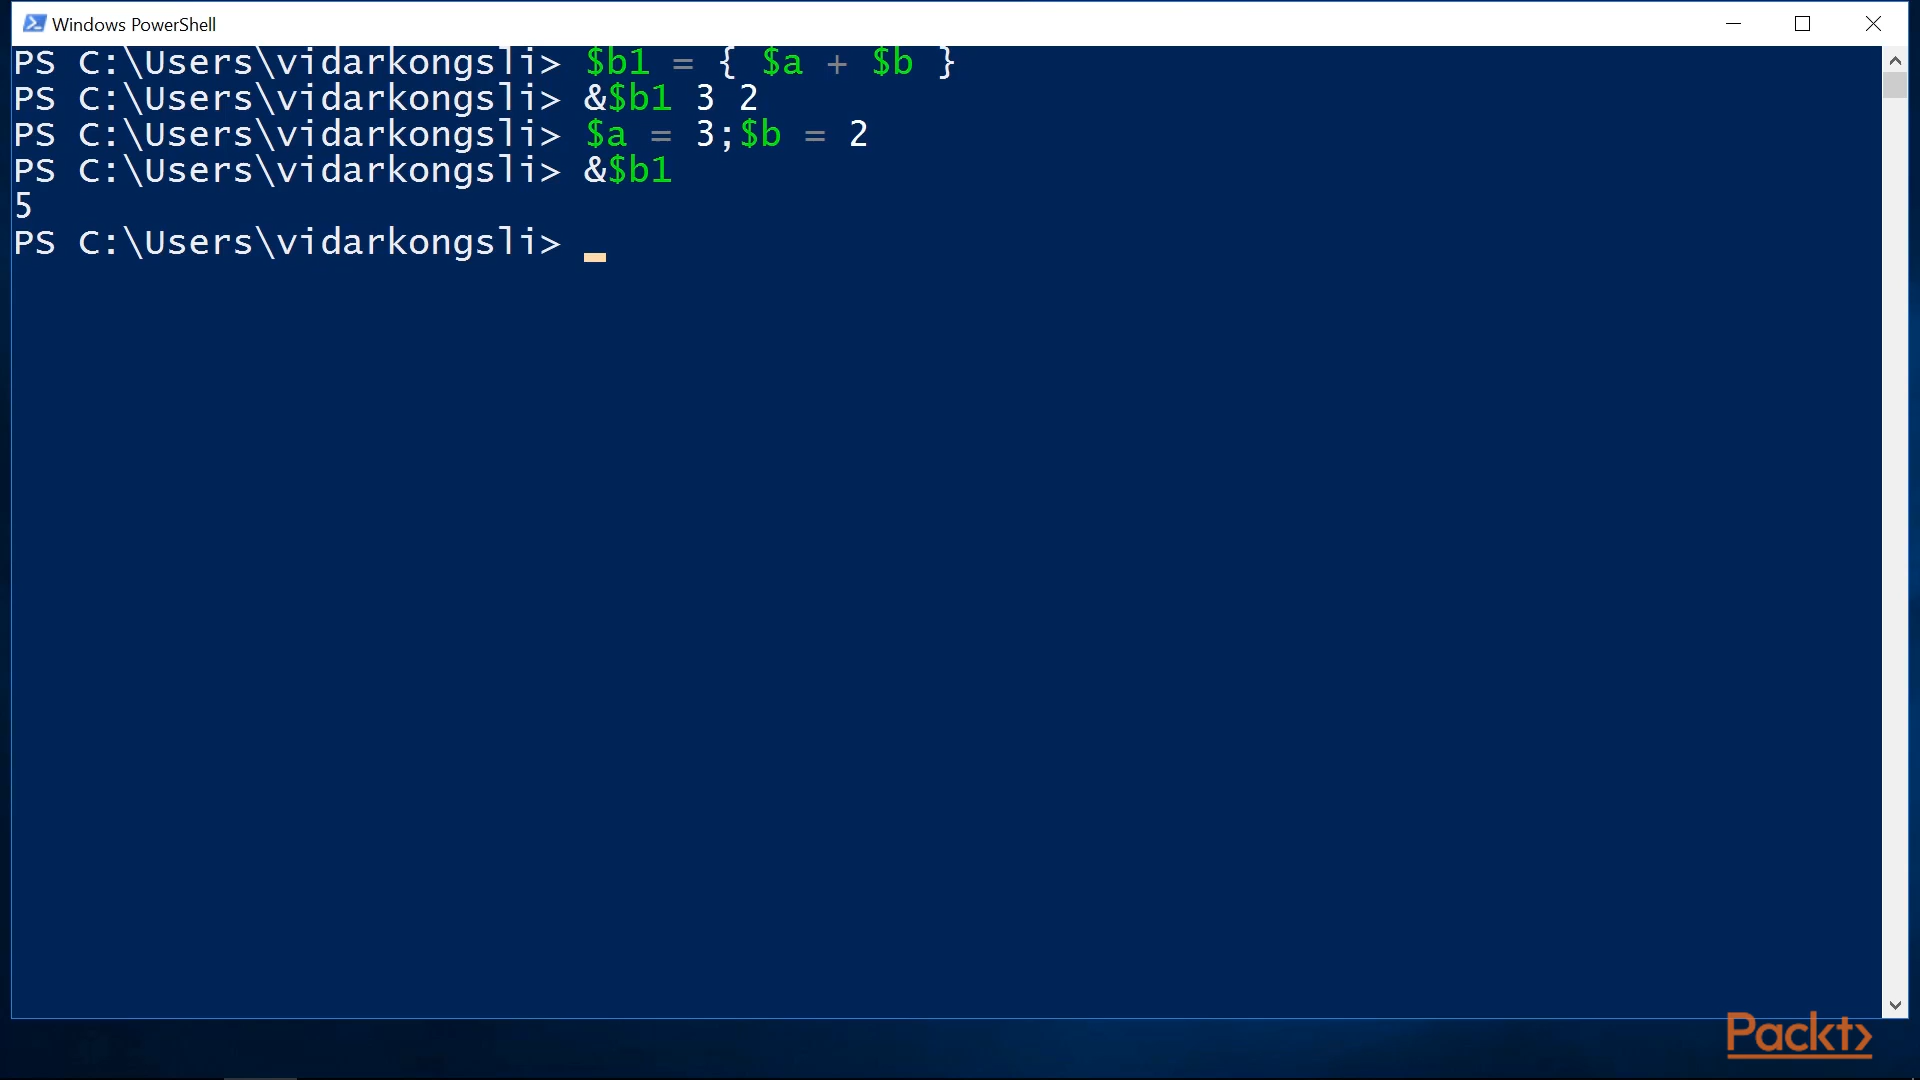 Windows PowerShell
PS C:\Users\vidarkongsli> $b1 = { $a + $b }
PS C:\Users\vidarkongsli> &$b1 3 2
PS C:\Users\vidarkongsli> $a = 3;$b = 2
PS C:\Users\vidarkongsli> &$b1
5
PS C:\Users\vidarkongsli> _
Packt>